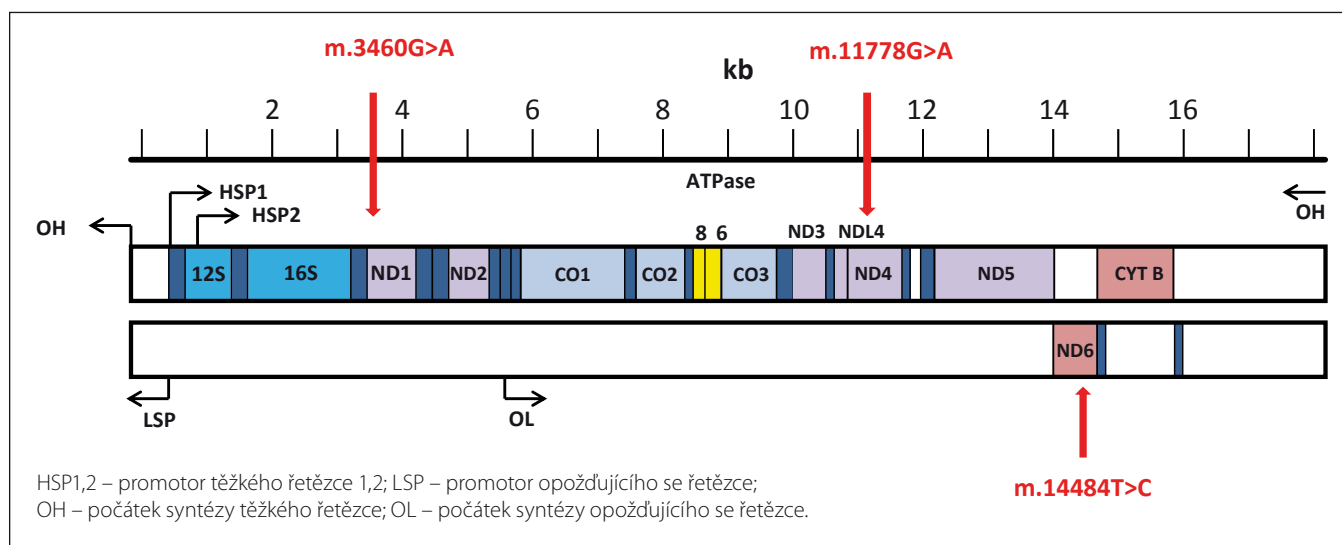 m.3460G>A
m.11778G>A
kb
2 4 6 8 10 12 14 16
ATPase
HSP1
OH
HSP2
OH
8 6 ND3 NDL4
12S 16S ND1 ND2 CO1 CO2 CO3 ND4 ND5 CYT B
ND6
LSP
OL
m.14484T>C
HSP1,2 – promotor těžkého řetězce 1,2; LSP – promotor opožďujícího se řetězce;
OH – počátek syntézy těžkého řetězce; OL – počátek syntézy opožďujícího se řetězce.